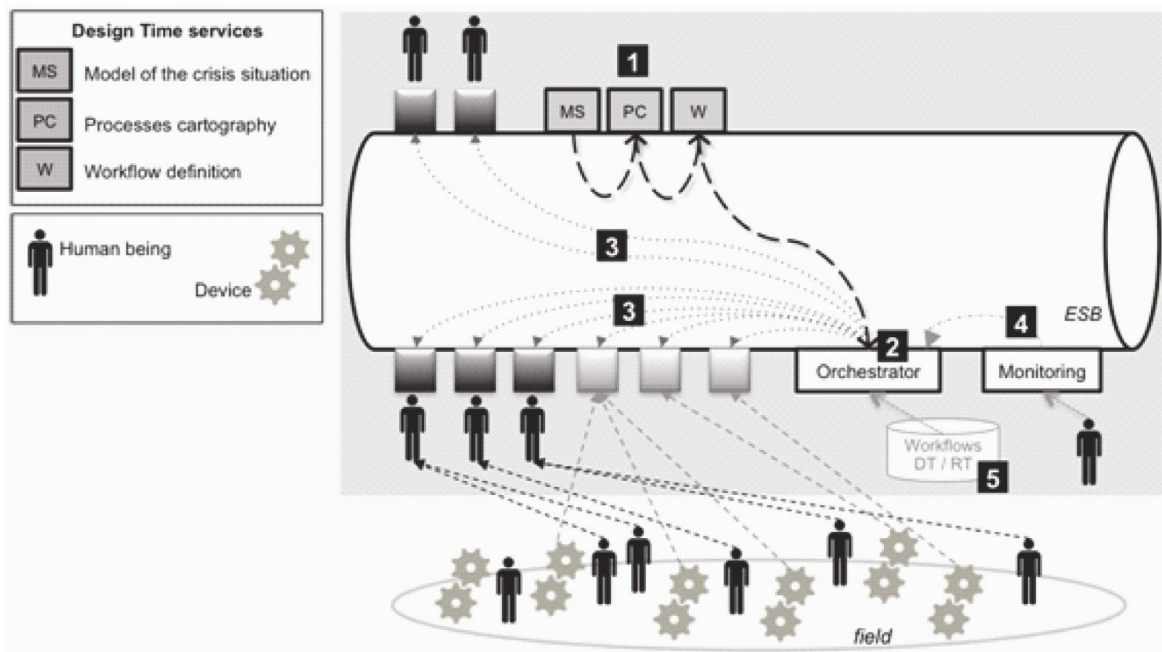 Design Time services
MS Model of the crisis situation
PC Processes cartography
W Workflow definition
Human being
Device
1
MS PC W
3
3
4
ESB
2
Orchestrator
Monitoring
Workflows
DT / RT
5
field